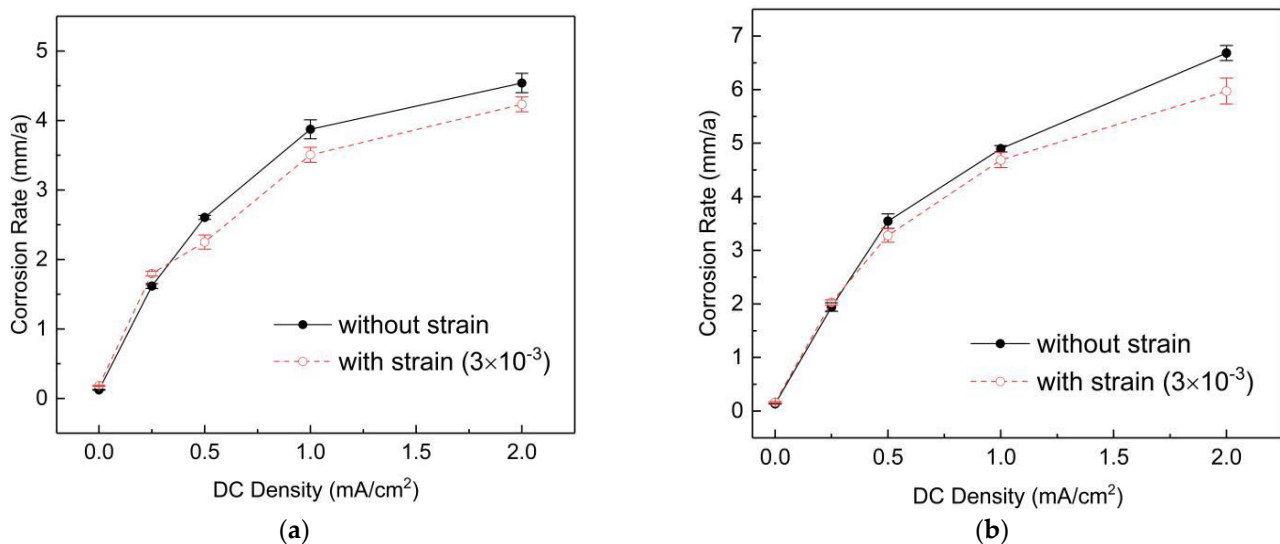 5
4
3
2
1
0
Corrosion Rate (mm/a)
without strain
with strain (3×10⁻³)
0.0 0.5 1.0 1.5 2.0
DC Density (mA/cm²)
(a)
7
6
5
4
3
2
1
0
Corrosion Rate (mm/a)
without strain
with strain (3×10⁻³)
0.0 0.5 1.0 1.5 2.0
DC Density (mA/cm²)
(b)